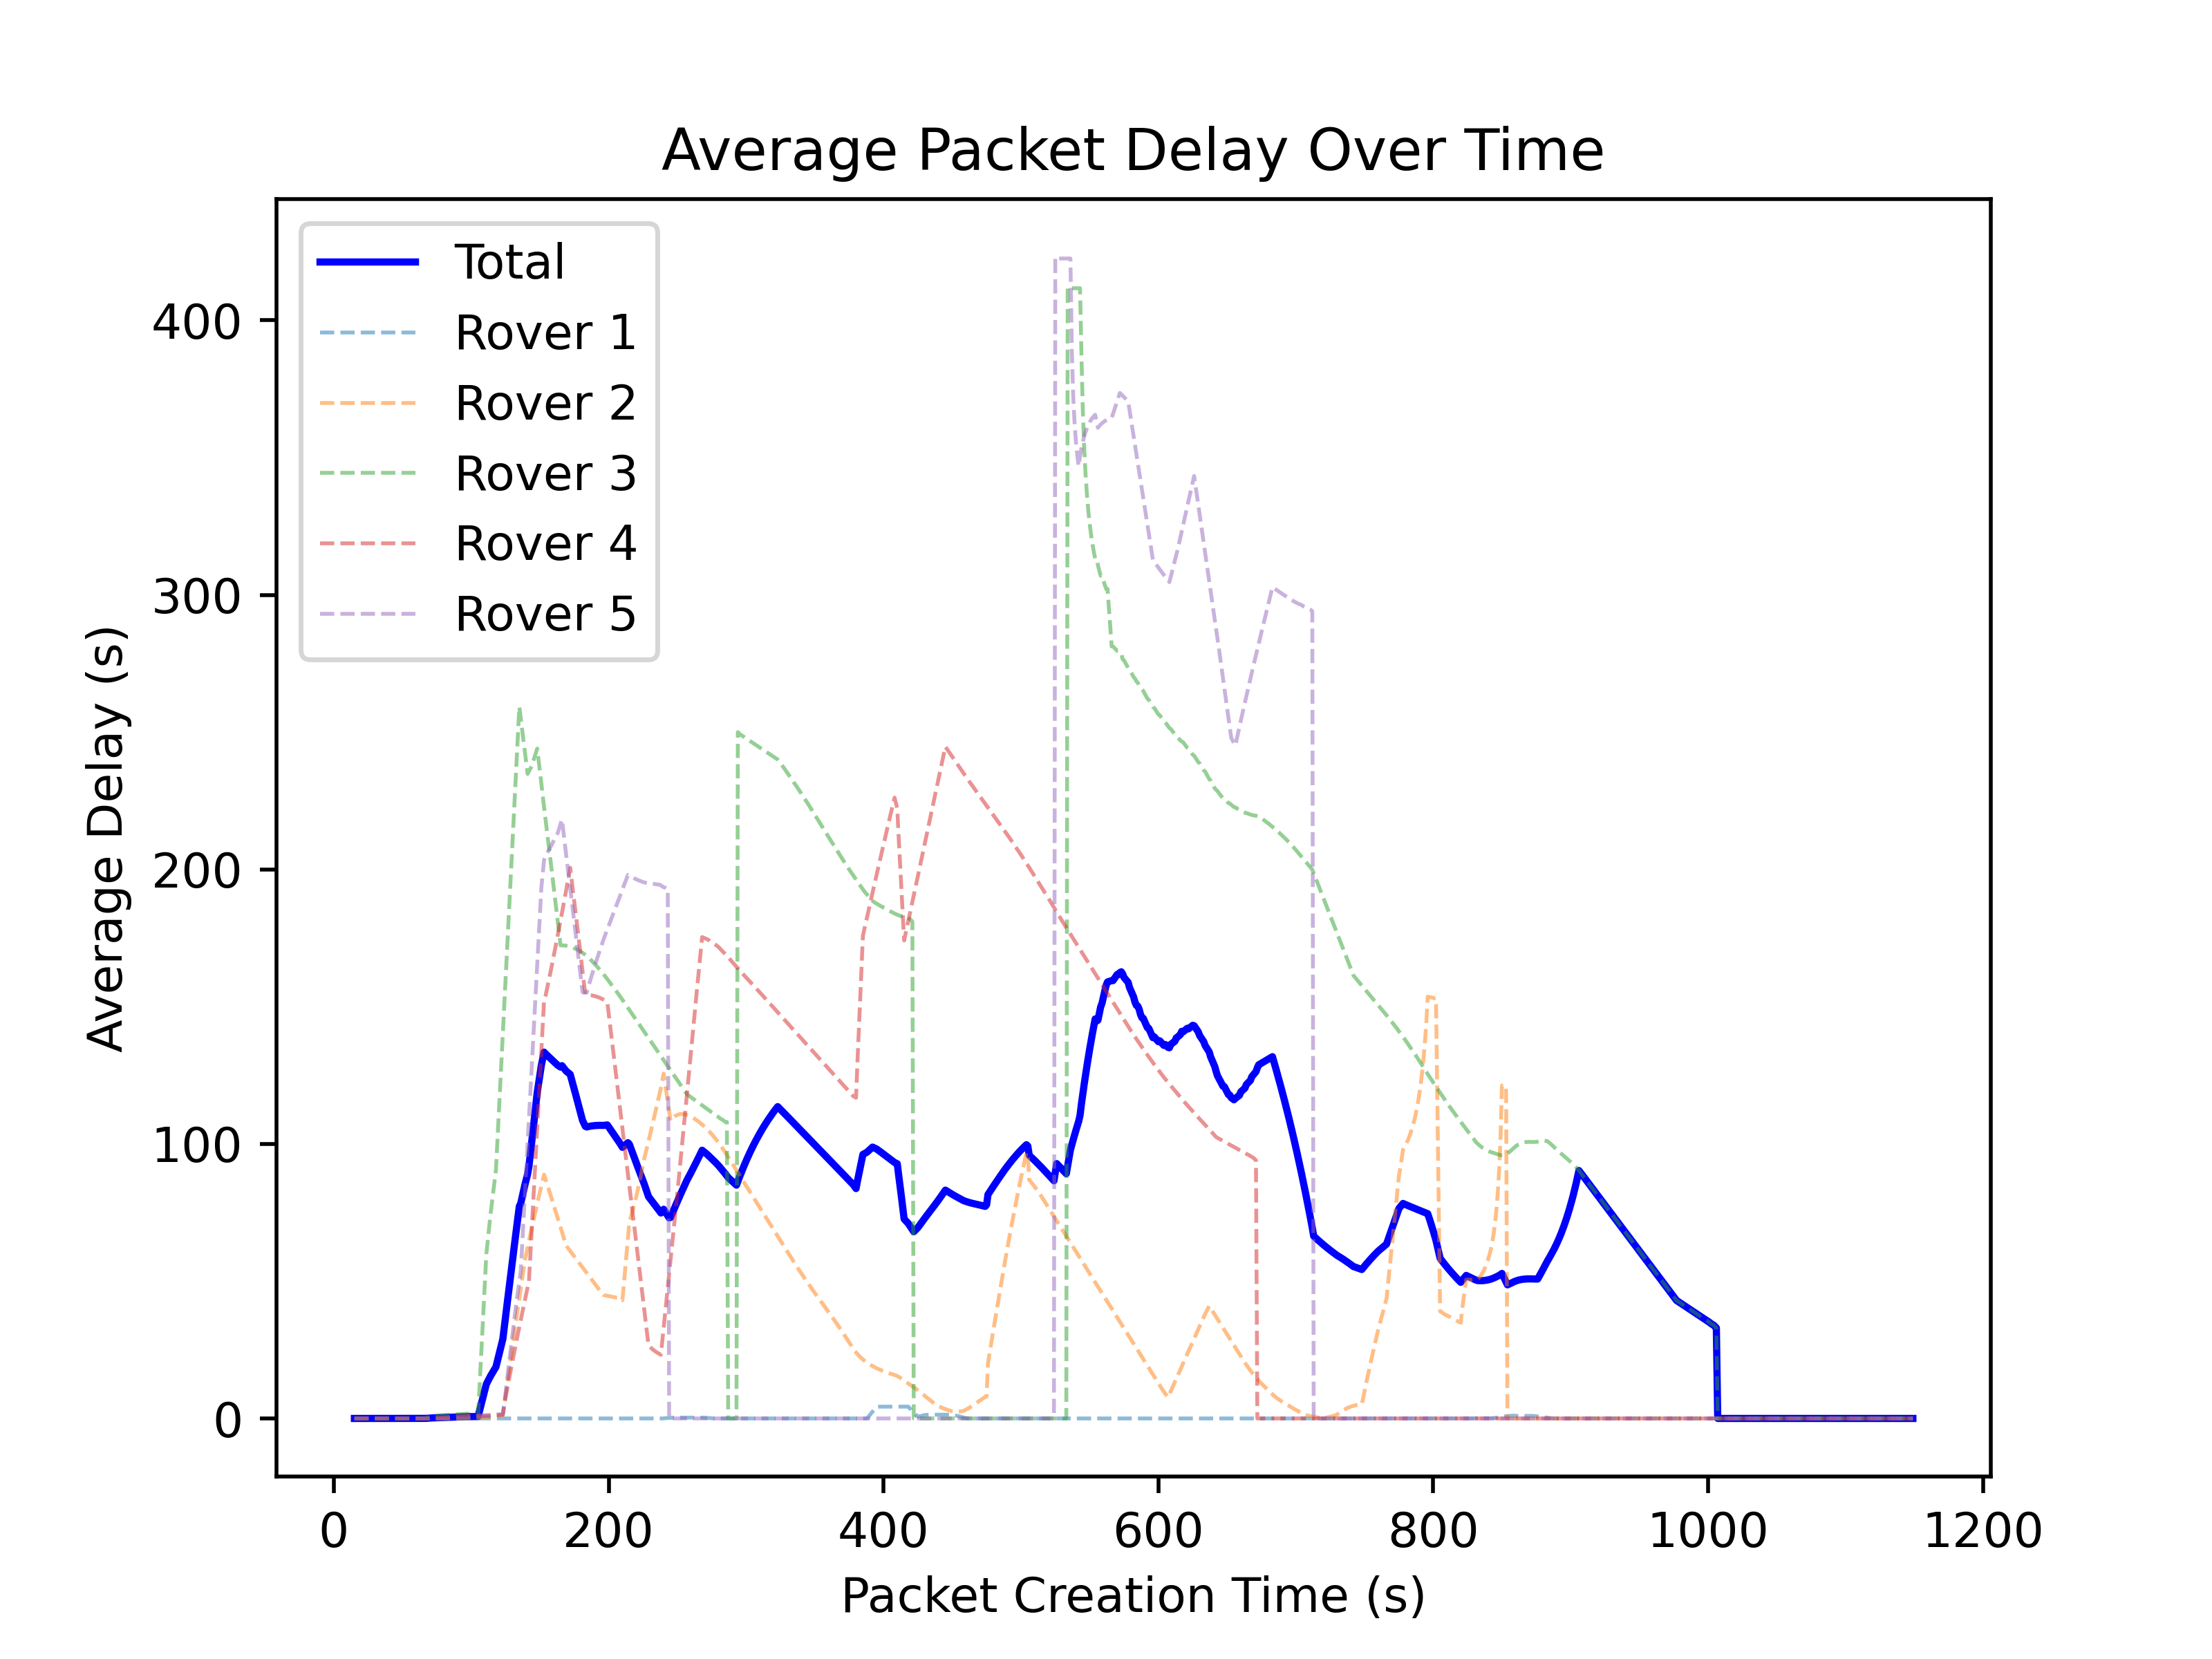 Average Packet Delay Over Time
Total
Rover 1
Rover 2
Rover 3
Rover 4
Rover 5
Average Delay (s)
400
300
200
100
0
0 200 400 600 800 1000 1200
Packet Creation Time (s)